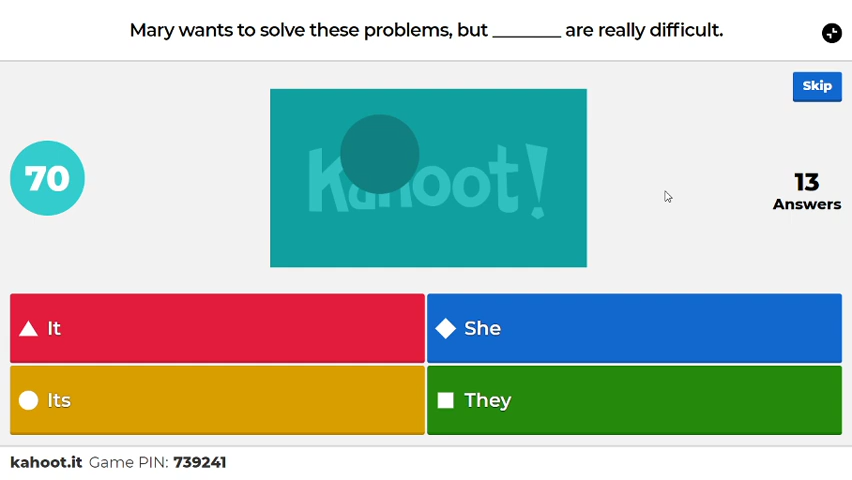 Mary wants to solve these problems, but _______ are really difficult.
Skip
70
Kahoot!
13
Answers
It
She
Its
They
kahoot.it Game PIN: 739241